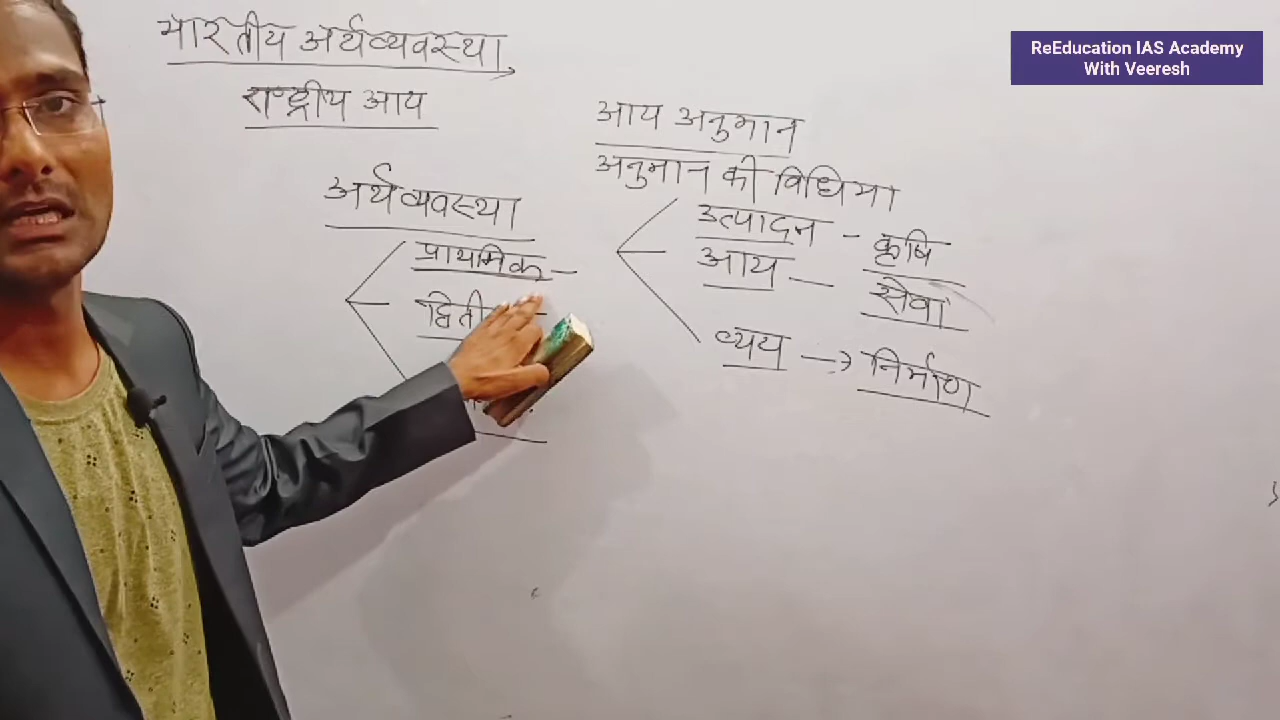 भारतीय अर्थव्यवस्था
राष्ट्रीय आय
अर्थव्यवस्था
प्राथमिक –
आय अनुमान
अनुमान की विधिया
उत्पादन – कृषि
आय – सेवा
व्यय –→ निर्माण
ReEducation IAS Academy
With Veeresh